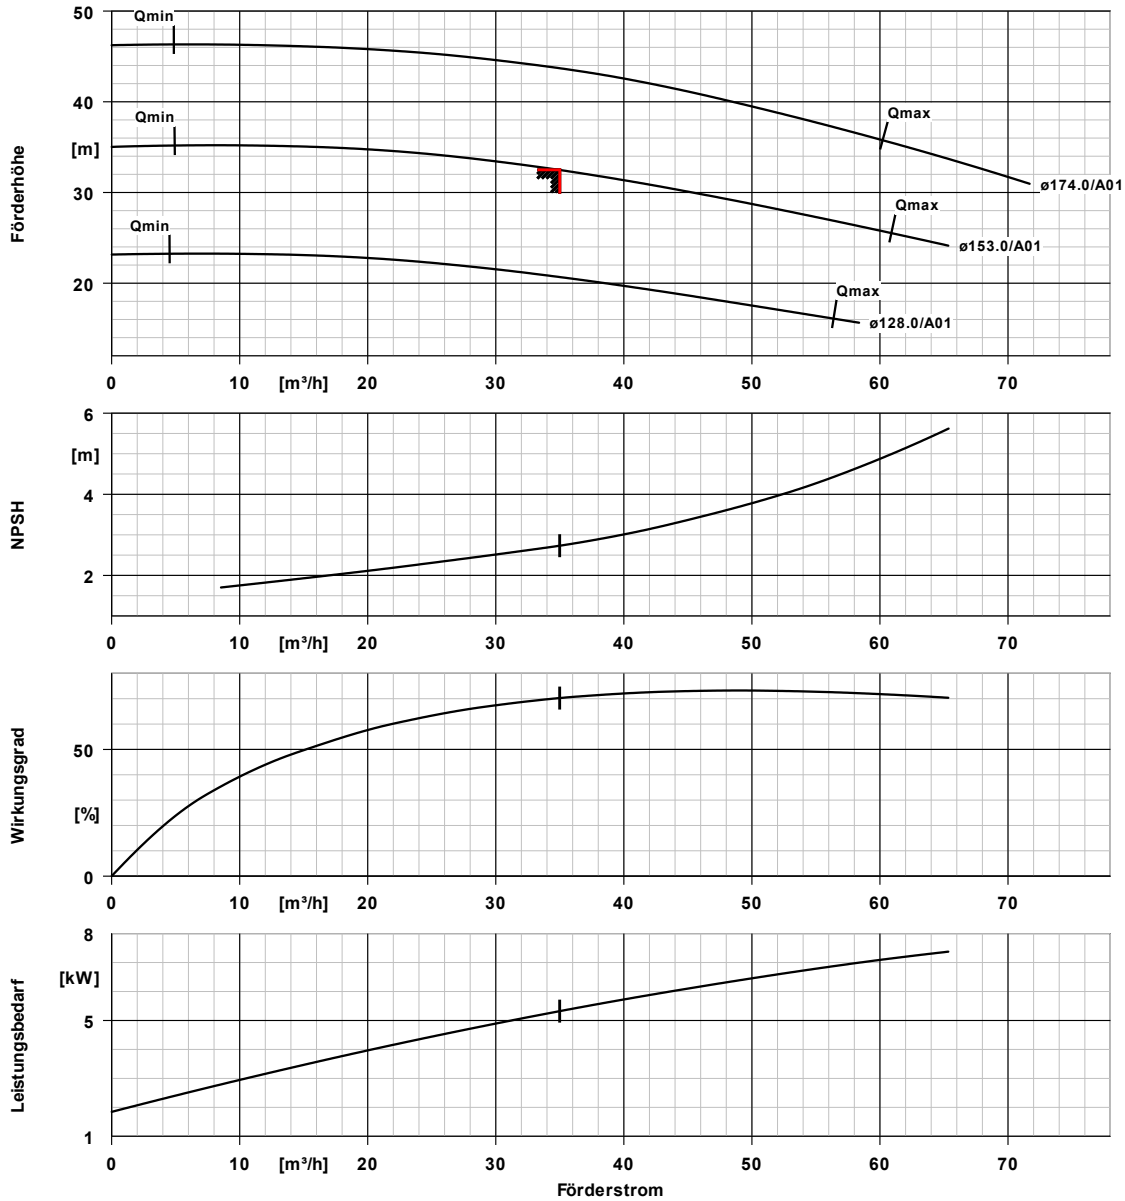 50
Qmin
40
Qmax
Qmin
[m]
Förderhöhe
30
ø174.0/A01
Qmax
Qmin
ø153.0/A01
20
Qmax
ø128.0/A01
0 10 [m³/h] 20 30 40 50 60 70
6
[m]
4
NPSH
2
0 10 [m³/h] 20 30 40 50 60 70
50
Wirkungsgrad
[%]
0
0 10 [m³/h] 20 30 40 50 60 70
8
[kW]
5
Leistungsbedarf
1
0 10 [m³/h] 20 30 40 50 60 70
Förderstrom